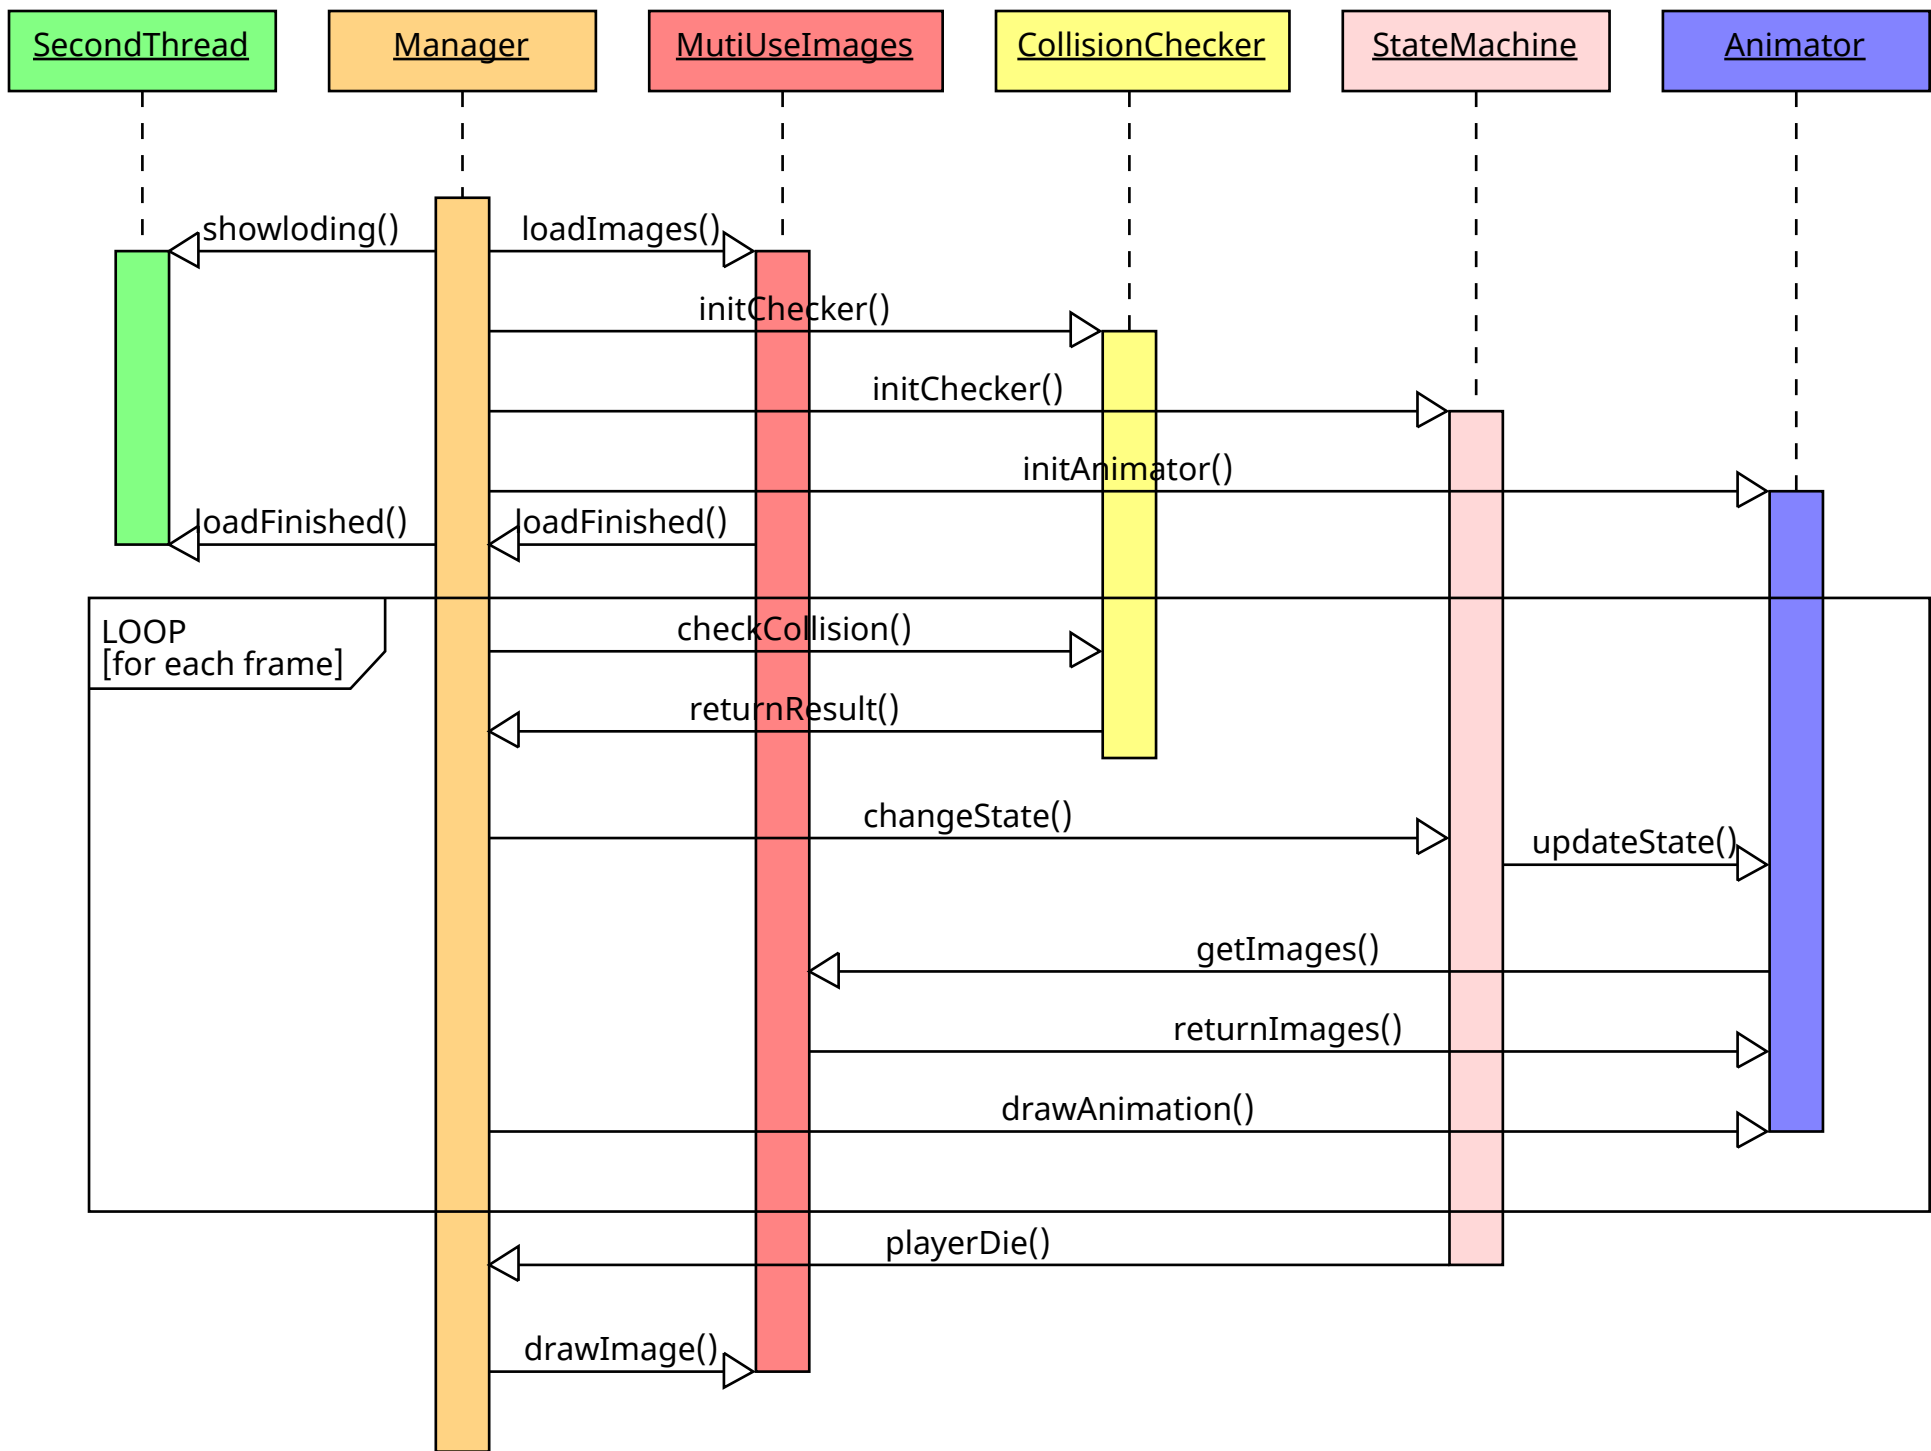 SecondThread
Manager
MutiUseImages
CollisionChecker
StateMachine
Animator
showloding()
loadImages()
initChecker()
initChecker()
initAnimator()
loadFinished()
loadFinished()
LOOP
[for each frame]
checkCollision()
returnResult()
changeState()
updateState()
getImages()
returnImages()
drawAnimation()
playerDie()
drawImage()